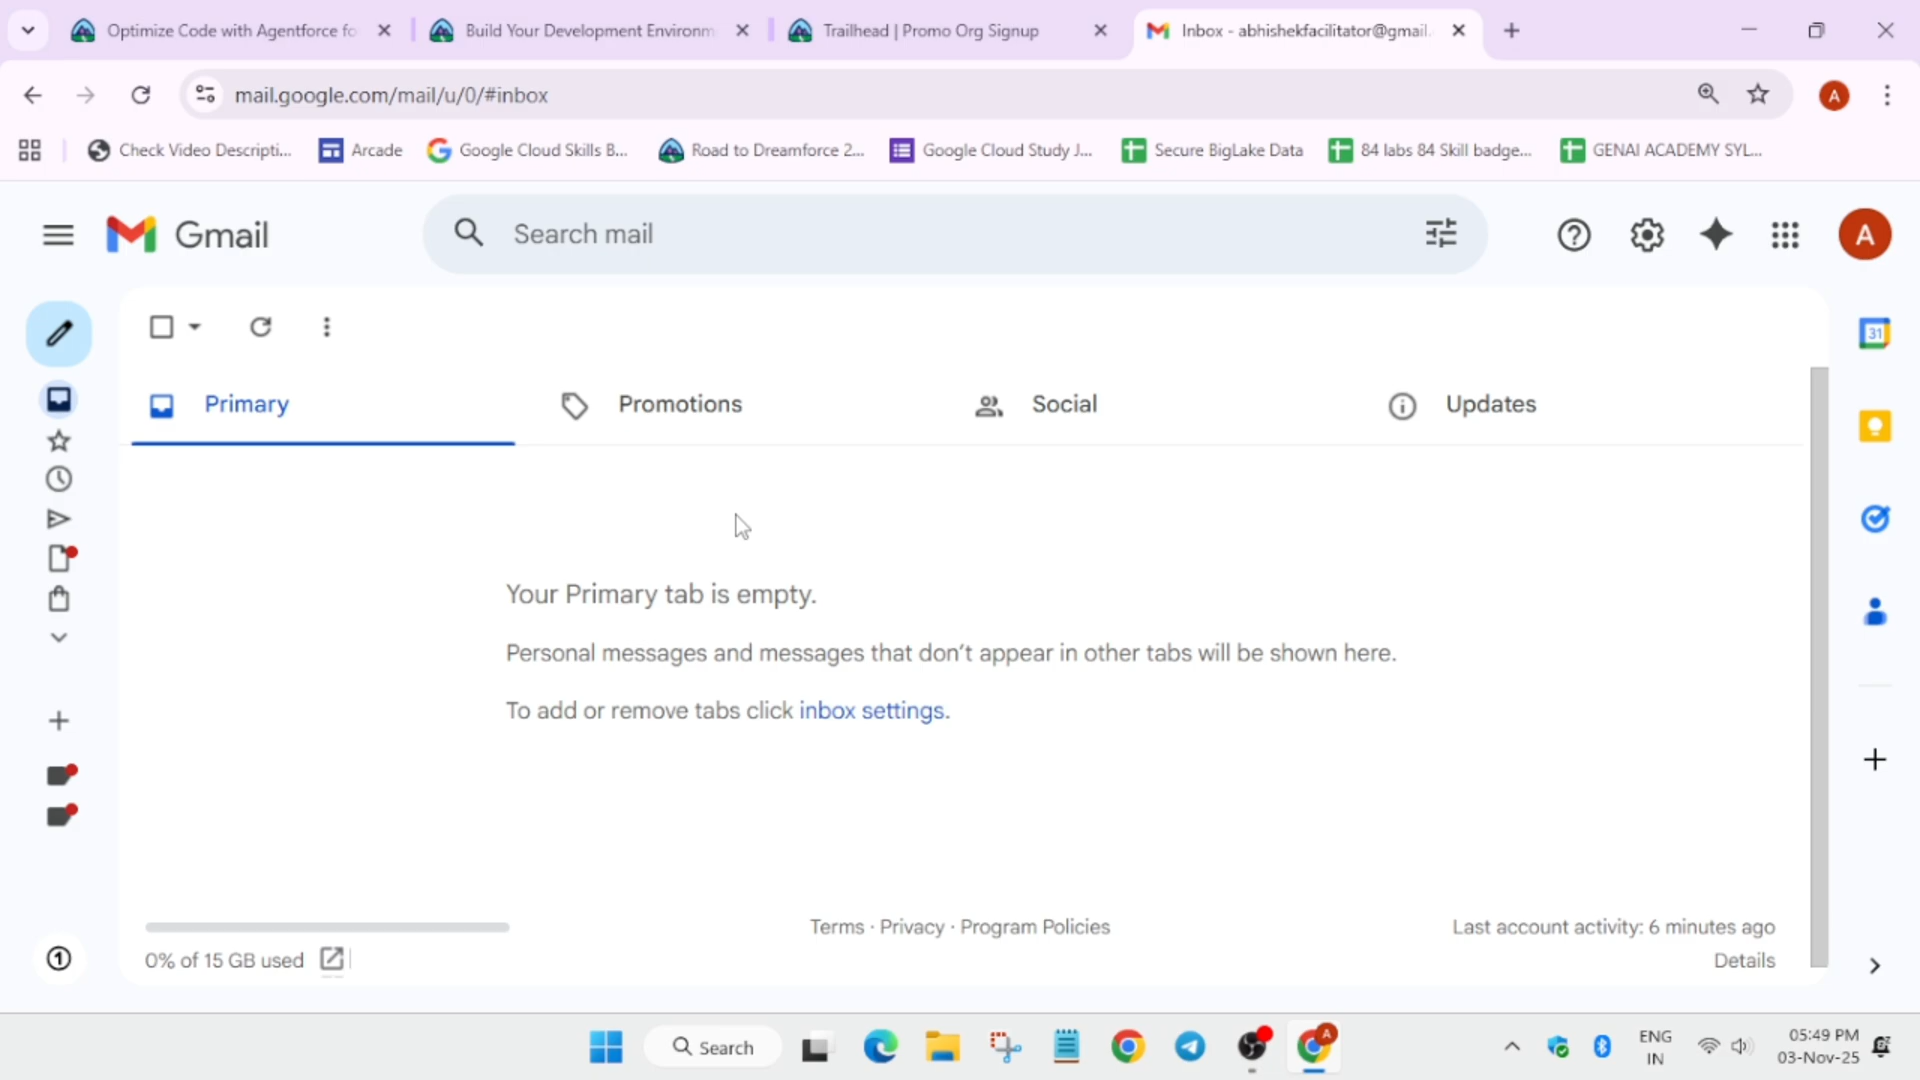 Optimize Code with Agentforce fo
Build Your Development Environm
Trailhead | Promo Org Signup
Inbox - abhishekfacilitator@gmail.
mail.google.com/mail/u/0/#inbox
A
Check Video Descripti...
Arcade
Google Cloud Skills B...
Road to Dreamforce 2...
Google Cloud Study J...
Secure BigLake Data
84 labs 84 Skill badge...
GENAI ACADEMY SYL...
Gmail
Search mail
A
31
Primary
Promotions
Social
Updates
Your Primary tab is empty.
Personal messages and messages that don't appear in other tabs will be shown here.
To add or remove tabs click inbox settings.
Terms · Privacy · Program Policies
Last account activity: 6 minutes ago
0% of 15 GB used
Details
1
Search
A
ENG
IN
05:49 PM
03-Nov-25